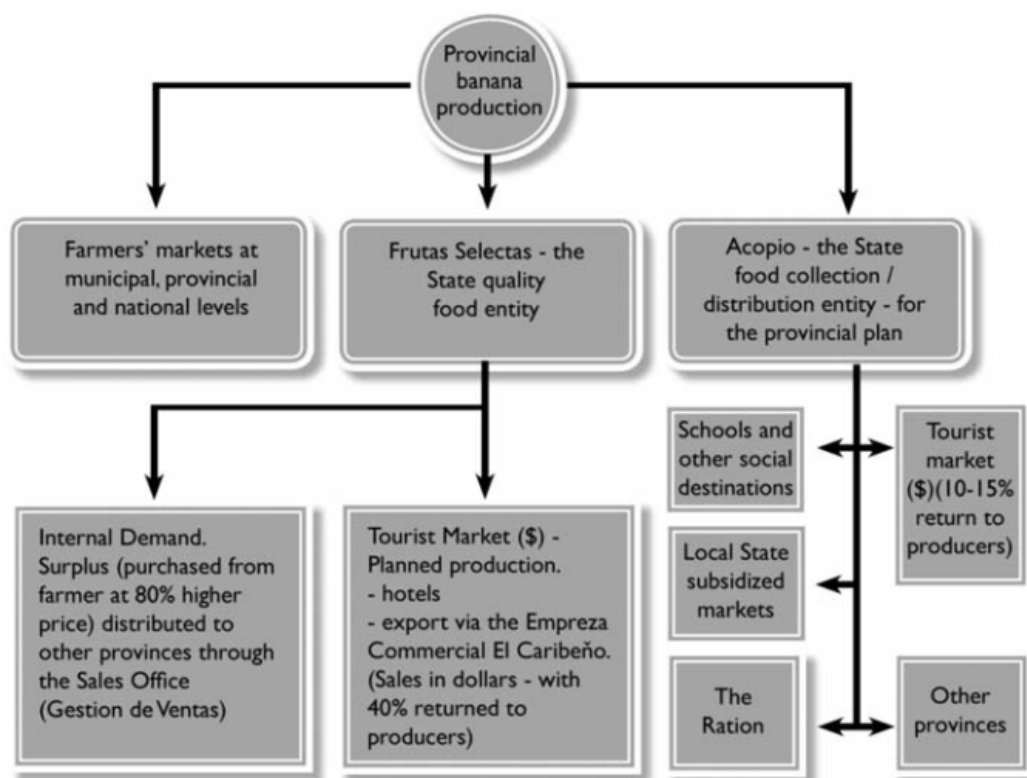 Provincial
banana
production
Farmers' markets at
municipal, provincial
and national levels
Frutas Selectas - the
State quality
food entity
Acopio - the State
food collection /
distribution entity - for
the provincial plan
Internal Demand.
Surplus (purchased from
farmer at 80% higher
price) distributed to
other provinces through
the Sales Office
(Gestion de Ventas)
Tourist Market ($) -
Planned production.
- hotels
- export via the Empreza
Commercial El Caribeňo.
(Sales in dollars - with
40% returned to
producers)
Schools and
other social
destinations
Tourist
market
($)(10-15%
return to
producers)
Local State
subsidized
markets
The
Ration
Other
provinces